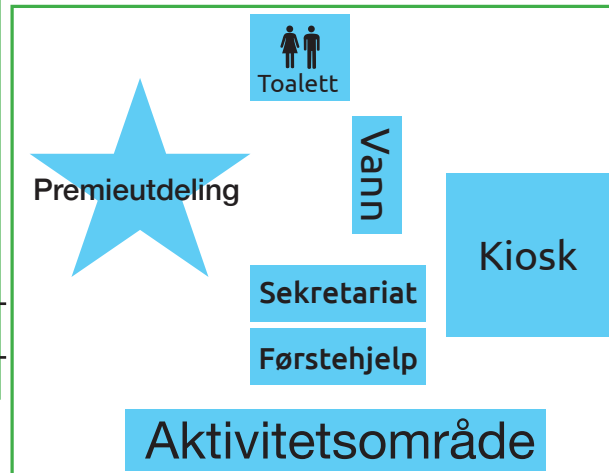 Toalett
Vann
Premieutdeling
Kiosk
Sekretariat
Førstehjelp
Aktivitetsområde